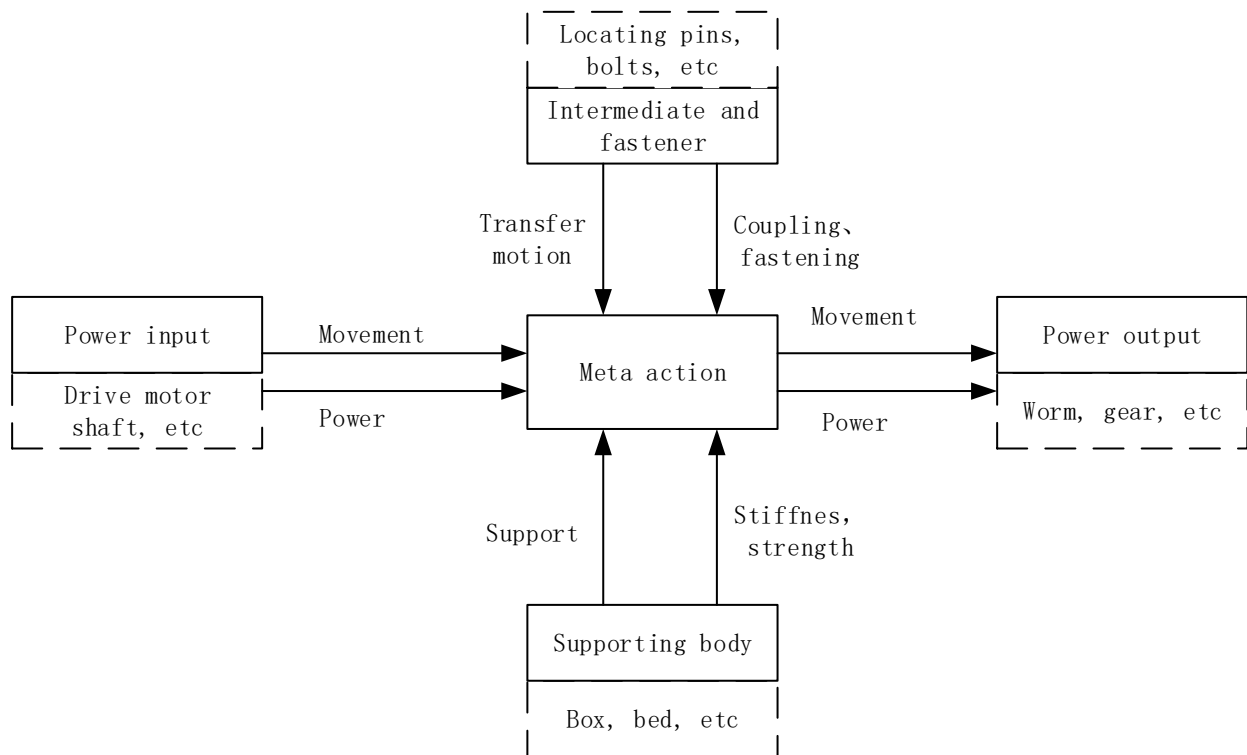 Locating pins,
bolts, etc
Intermediate and
fastener
Transfer
motion
Coupling、
fastening
Power input
Drive motor
shaft, etc
Movement
Power
Meta action
Movement
Power
Power output
Worm, gear, etc
Support
Stiffnes,
strength
Supporting body
Box, bed, etc